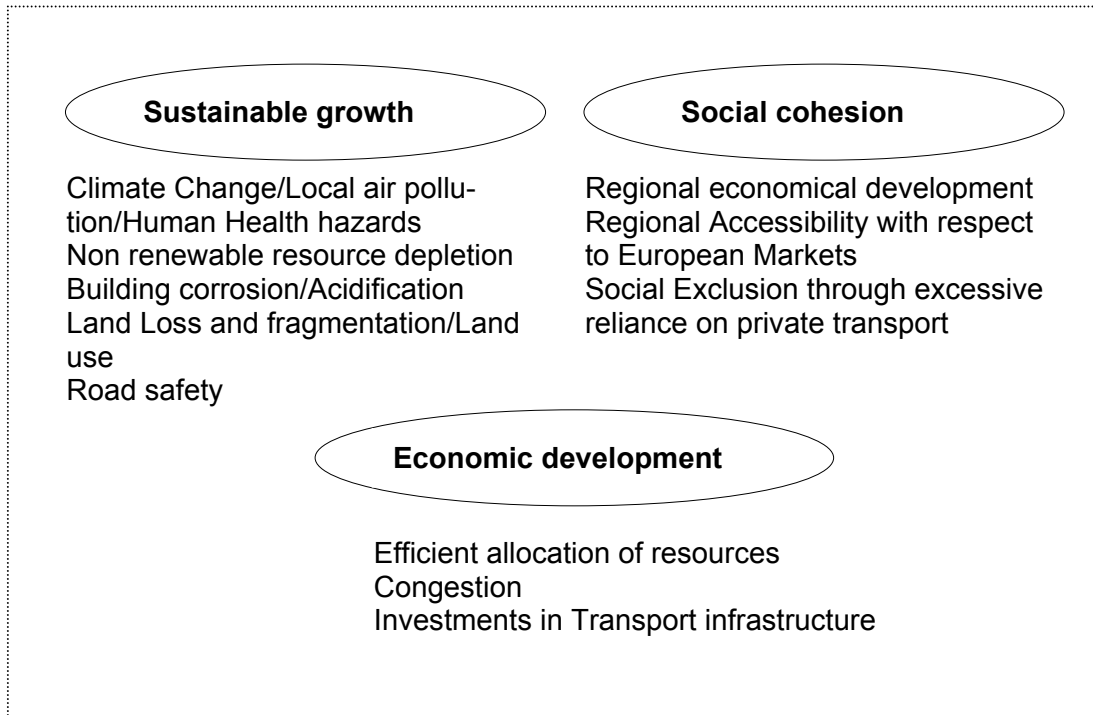 Sustainable growth
Climate Change/Local air pollu-
tion/Human Health hazards
Non renewable resource depletion
Building corrosion/Acidification
Land Loss and fragmentation/Land
use
Road safety
Social cohesion
Regional economical development
Regional Accessibility with respect
to European Markets
Social Exclusion through excessive
reliance on private transport
Economic development
Efficient allocation of resources
Congestion
Investments in Transport infrastructure